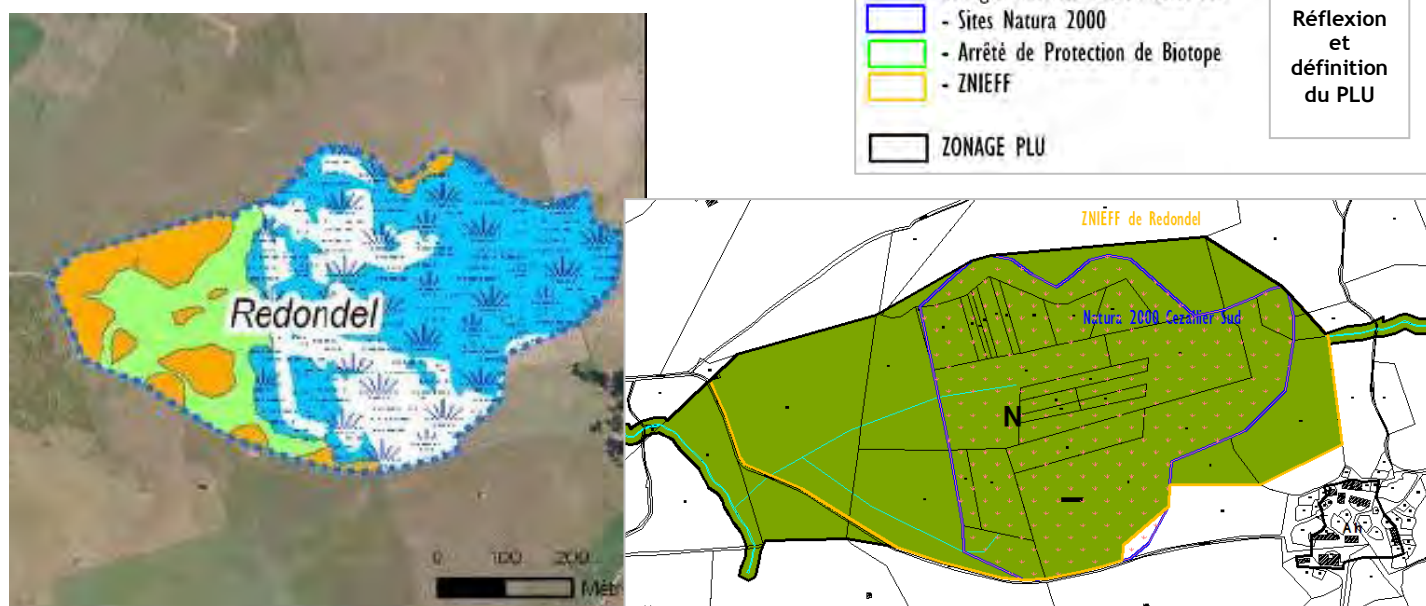 - Sites Natura 2000
- Arrêté de Protection de Biotope
- ZNIEFF
ZONAGE PLU
Réflexion
et
définition
du PLU
Redondel
0 100 200
Mètr
ZNIEFF de Redondel
Natura 2000 Cezallier Sud
N